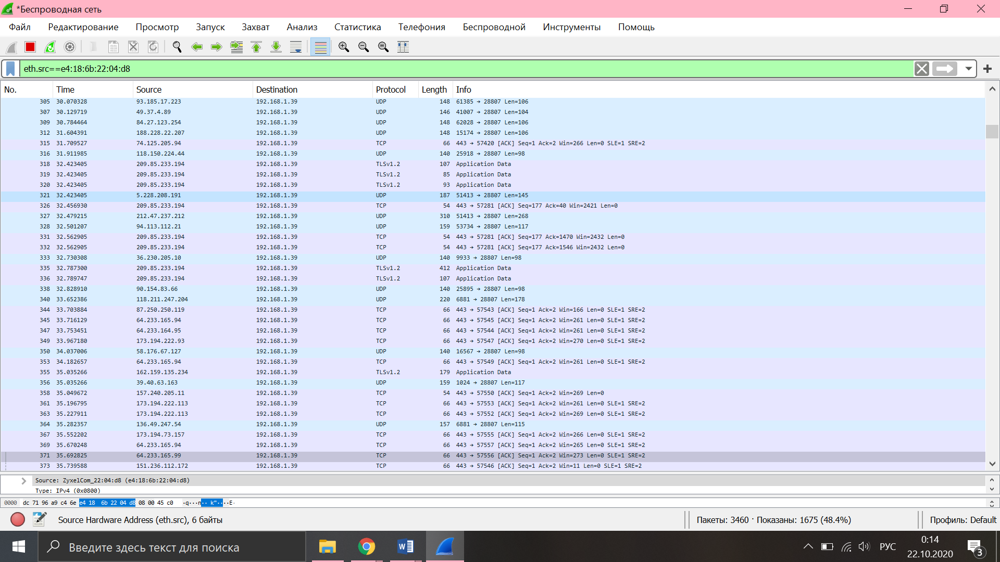 *Беспроводная сеть
Файл Редактирование Просмотр Запуск Захват Анализ Статистика Телефония Беспроводной Инструменты Помощь
eth.src==e4:18:6b:22:04:d8
No. Time Source Destination Protocol Length Info
305 30.070328 93.185.17.223 192.168.1.39 UDP 148 61385 → 28807 Len=106
307 30.129719 49.37.4.89 192.168.1.39 UDP 146 41007 → 28807 Len=104
309 30.784464 84.27.123.254 192.168.1.39 UDP 148 62028 → 28807 Len=106
312 31.604391 188.228.22.207 192.168.1.39 UDP 148 15174 → 28807 Len=106
315 31.709527 74.125.205.94 192.168.1.39 TCP 66 443 → 57420 [ACK] Seq=1 Ack=2 Win=266 Len=0 SLE=1 SRE=2
316 31.911985 118.150.224.44 192.168.1.39 UDP 140 25918 → 28807 Len=98
318 32.423405 209.85.233.194 192.168.1.39 TLSv1.2 107 Application Data
319 32.423405 209.85.233.194 192.168.1.39 TLSv1.2 85 Application Data
320 32.423405 209.85.233.194 192.168.1.39 TLSv1.2 93 Application Data
321 32.423405 5.228.208.191 192.168.1.39 UDP 187 51413 → 28807 Len=145
326 32.456930 209.85.233.194 192.168.1.39 TCP 54 443 → 57281 [ACK] Seq=177 Ack=40 Win=2421 Len=0
327 32.479215 212.47.237.212 192.168.1.39 UDP 310 51413 → 28807 Len=268
328 32.501207 94.113.112.21 192.168.1.39 UDP 159 53734 → 28807 Len=117
331 32.562905 209.85.233.194 192.168.1.39 TCP 54 443 → 57281 [ACK] Seq=177 Ack=1470 Win=2432 Len=0
332 32.562905 209.85.233.194 192.168.1.39 TCP 54 443 → 57281 [ACK] Seq=177 Ack=1546 Win=2432 Len=0
333 32.730308 36.230.205.10 192.168.1.39 UDP 140 9933 → 28807 Len=98
335 32.787300 209.85.233.194 192.168.1.39 TLSv1.2 412 Application Data
336 32.789747 209.85.233.194 192.168.1.39 TLSv1.2 107 Application Data
338 32.828910 90.154.83.66 192.168.1.39 UDP 140 25895 → 28807 Len=98
340 33.652386 118.211.247.204 192.168.1.39 UDP 220 6881 → 28807 Len=178
344 33.703884 87.250.250.119 192.168.1.39 TCP 66 443 → 57543 [ACK] Seq=1 Ack=2 Win=166 Len=0 SLE=1 SRE=2
345 33.716129 64.233.165.94 192.168.1.39 TCP 66 443 → 57545 [ACK] Seq=1 Ack=2 Win=261 Len=0 SLE=1 SRE=2
347 33.753451 64.233.164.95 192.168.1.39 TCP 66 443 → 57544 [ACK] Seq=1 Ack=2 Win=261 Len=0 SLE=1 SRE=2
349 33.967180 173.194.222.93 192.168.1.39 TCP 66 443 → 57547 [ACK] Seq=1 Ack=2 Win=270 Len=0 SLE=1 SRE=2
350 34.037006 58.176.67.127 192.168.1.39 UDP 140 16567 → 28807 Len=98
353 34.182657 64.233.165.94 192.168.1.39 TCP 66 443 → 57549 [ACK] Seq=1 Ack=2 Win=261 Len=0 SLE=1 SRE=2
355 35.035266 162.159.135.234 192.168.1.39 TLSv1.2 179 Application Data
356 35.035266 39.40.63.163 192.168.1.39 UDP 159 1024 → 28807 Len=117
358 35.049672 157.240.205.11 192.168.1.39 TCP 54 443 → 57550 [ACK] Seq=1 Ack=2 Win=269 Len=0
361 35.196795 173.194.222.113 192.168.1.39 TCP 66 443 → 57553 [ACK] Seq=1 Ack=2 Win=261 Len=0 SLE=1 SRE=2
363 35.227911 173.194.222.113 192.168.1.39 TCP 66 443 → 57552 [ACK] Seq=1 Ack=2 Win=269 Len=0 SLE=1 SRE=2
364 35.282357 136.49.247.54 192.168.1.39 UDP 157 6881 → 28807 Len=115
367 35.552202 173.194.73.157 192.168.1.39 TCP 66 443 → 57555 [ACK] Seq=1 Ack=2 Win=266 Len=0 SLE=1 SRE=2
369 35.670248 64.233.165.94 192.168.1.39 TCP 66 443 → 57557 [ACK] Seq=1 Ack=2 Win=265 Len=0 SLE=1 SRE=2
371 35.692825 64.233.165.99 192.168.1.39 TCP 66 443 → 57556 [ACK] Seq=1 Ack=2 Win=273 Len=0 SLE=1 SRE=2
373 35.739588 151.236.112.172 192.168.1.39 TCP 66 443 → 57546 [ACK] Seq=1 Ack=2 Win=11 Len=0 SLE=1 SRE=2
Source: ZyxelCom_22:04:d8 (e4:18:6b:22:04:d8)
Type: IPv4 (0x0800)
0000 dc 71 96 a9 c4 6e e4 18 6b 22 04 d8 08 00 45 c0 ·q···n·· k"····E·
Source Hardware Address (eth.src), 6 байты Пакеты: 3460 · Показаны: 1675 (48.4%) Профиль: Default
Введите здесь текст для поиска РУС 0:14
22.10.2020 3